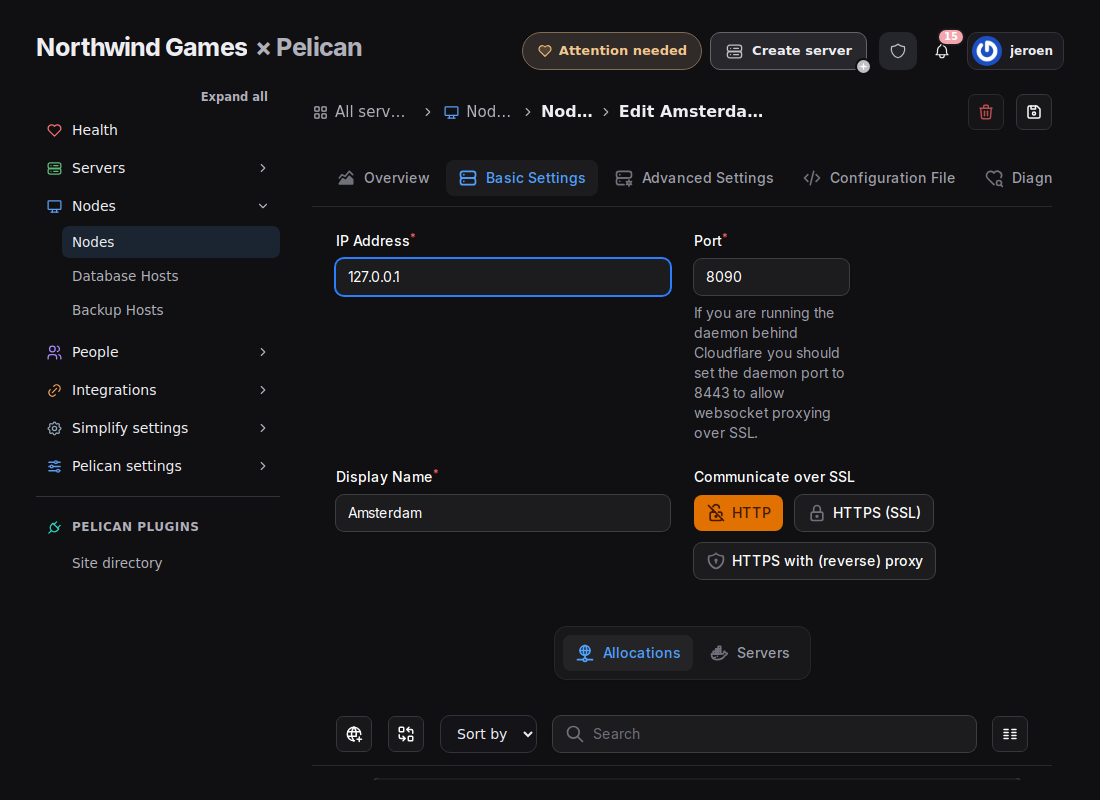 Northwind Games × Pelican
Attention needed
Create server
15
jeroen
Expand all
Health
Servers
Nodes
Nodes
Database Hosts
Backup Hosts
People
Integrations
Simplify settings
Pelican settings
PELICAN PLUGINS
Site directory
All serv... > Nod... > Nod... > Edit Amsterda...
Overview
Basic Settings
Advanced Settings
Configuration File
Diagn
IP Address*
127.0.0.1
Port*
8090
If you are running the
daemon behind
Cloudflare you should
set the daemon port to
8443 to allow
websocket proxying
over SSL.
Display Name*
Amsterdam
Communicate over SSL
HTTP
HTTPS (SSL)
HTTPS with (reverse) proxy
Allocations
Servers
Sort by
Search